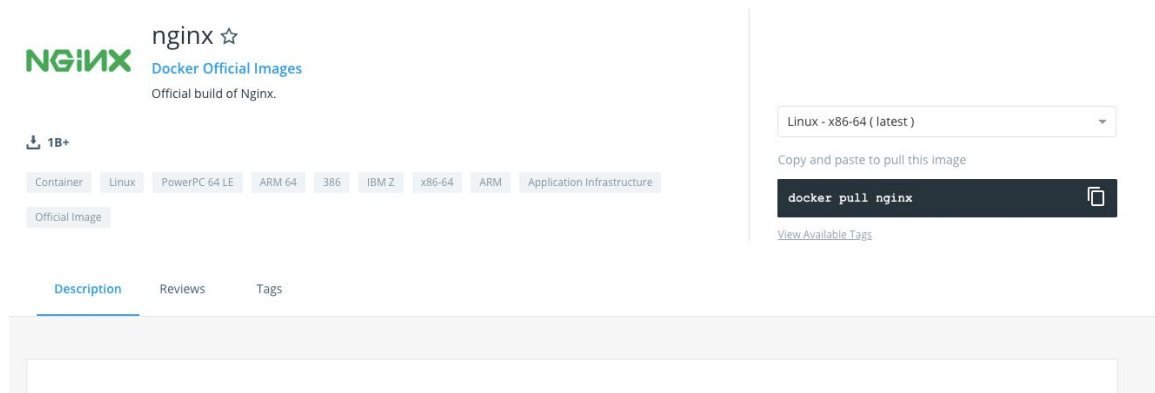 nginx
NGINX
Docker Official Images
Official build of Nginx.
1B+
Container Linux PowerPC 64 LE ARM 64 386 IBM Z x86-64 ARM Application Infrastructure
Official Image
Linux - x86-64 ( latest )
Copy and paste to pull this image
docker pull nginx
View Available Tags
Description Reviews Tags